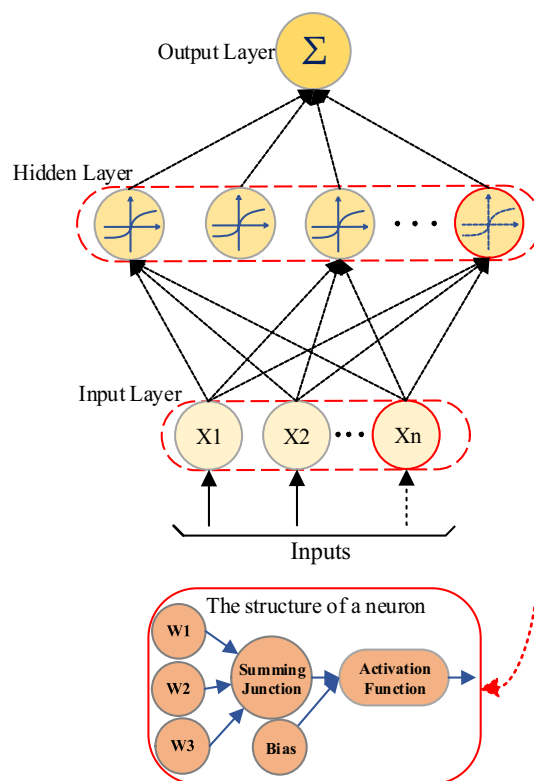 Output Layer
Σ
Hidden Layer
Input Layer
X1 X2 Xn
Inputs
The structure of a neuron
W1
W2
W3
Summing
Junction
Activation
Function
Bias